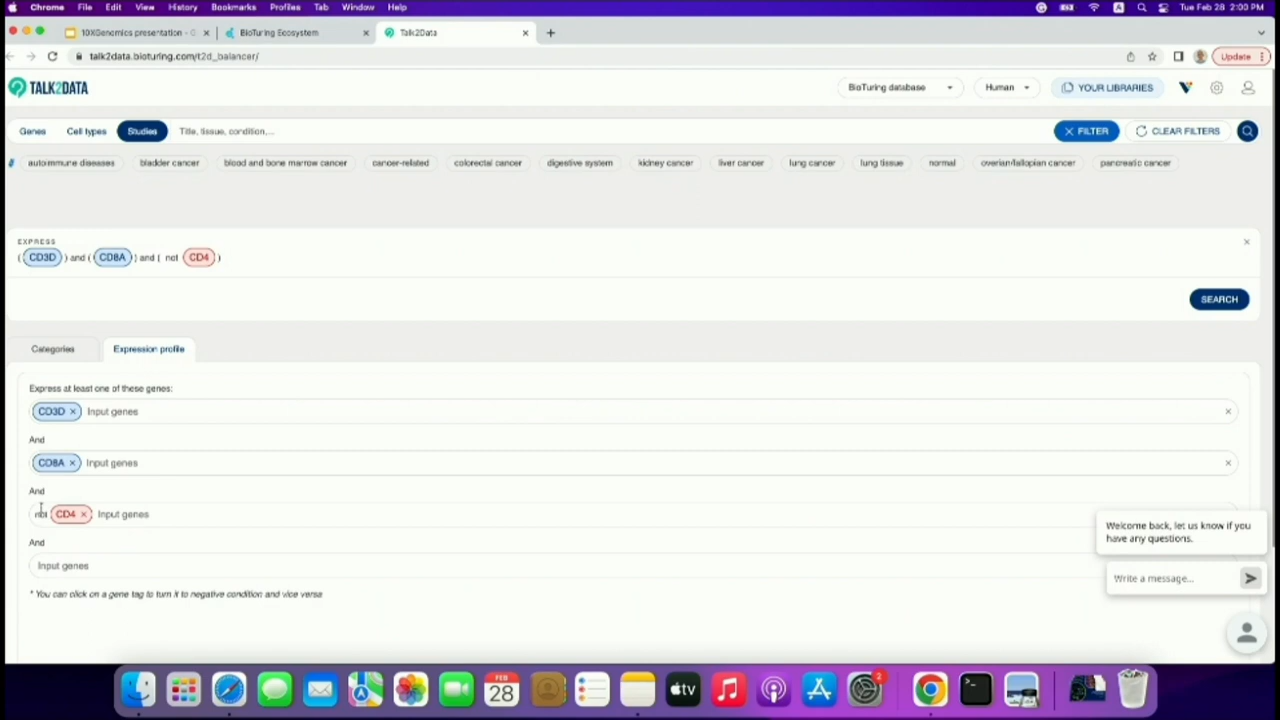 Chrome File Edit View History Bookmarks Profiles Tab Window Help Tue Feb 28 2:00 PM
10XGenomics presentation - G BioTuring Ecosystem Talk2Data
talk2data.bioturing.com/t2d_balancer/ Update
TALK2DATA BioTuring database Human YOUR LIBRARIES
Genes Cell types Studies Title, tissue, condition,... FILTER CLEAR FILTERS
# autoimmune diseases bladder cancer blood and bone marrow cancer cancer-related colorectal cancer digestive system kidney cancer liver cancer lung cancer lung tissue normal overian/fallopian cancer pancreatic cancer
EXPRESS
( CD3D ) and ( CD8A ) and ( not CD4 )
SEARCH
Categories Expression profile
Express at least one of these genes:
CD3D × Input genes
And
CD8A × Input genes
And
not CD4 × Input genes
And
Input genes
* You can click on a gene tag to turn it to negative condition and vice versa
Welcome back, let us know if you
have any questions.
Write a message...
FEB
28
tv
2